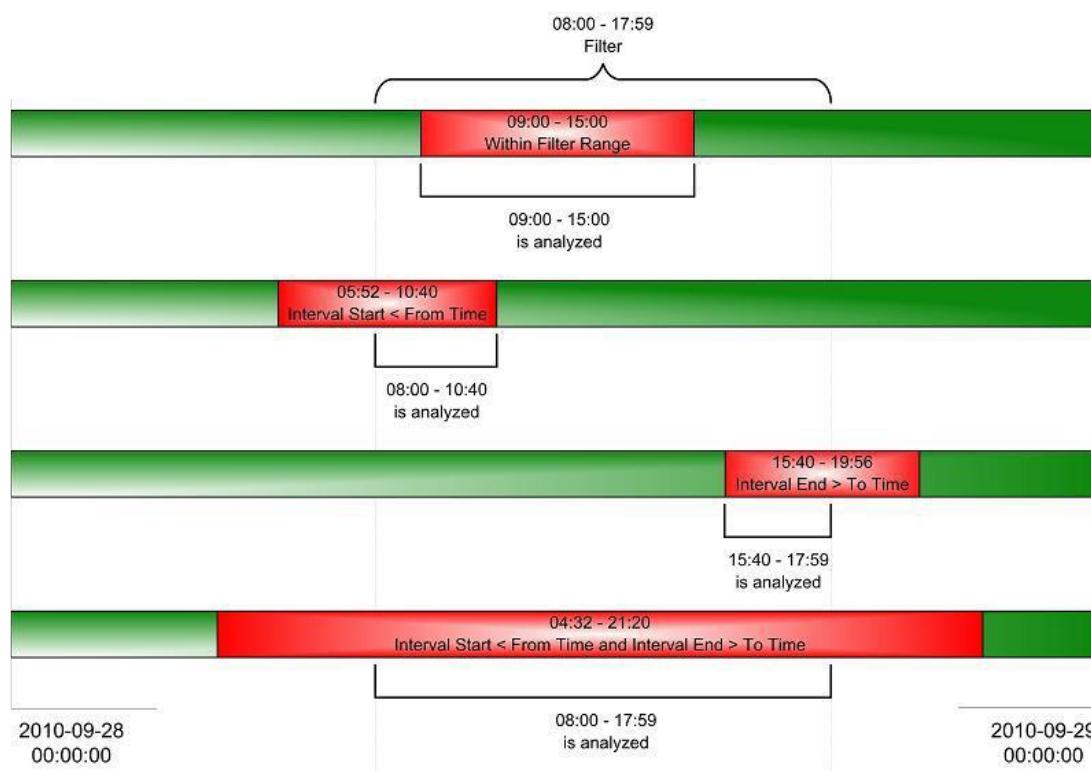 08:00 - 17:59
Filter
09:00 - 15:00
Within Filter Range
09:00 - 15:00
is analyzed
05:52 - 10:40
Interval Start < From Time
08:00 - 10:40
is analyzed
15:40 - 19:56
Interval End > To Time
15:40 - 17:59
is analyzed
04:32 - 21:20
Interval Start < From Time and Interval End > To Time
08:00 - 17:59
is analyzed
2010-09-28
00:00:00
2010-09-29
00:00:00